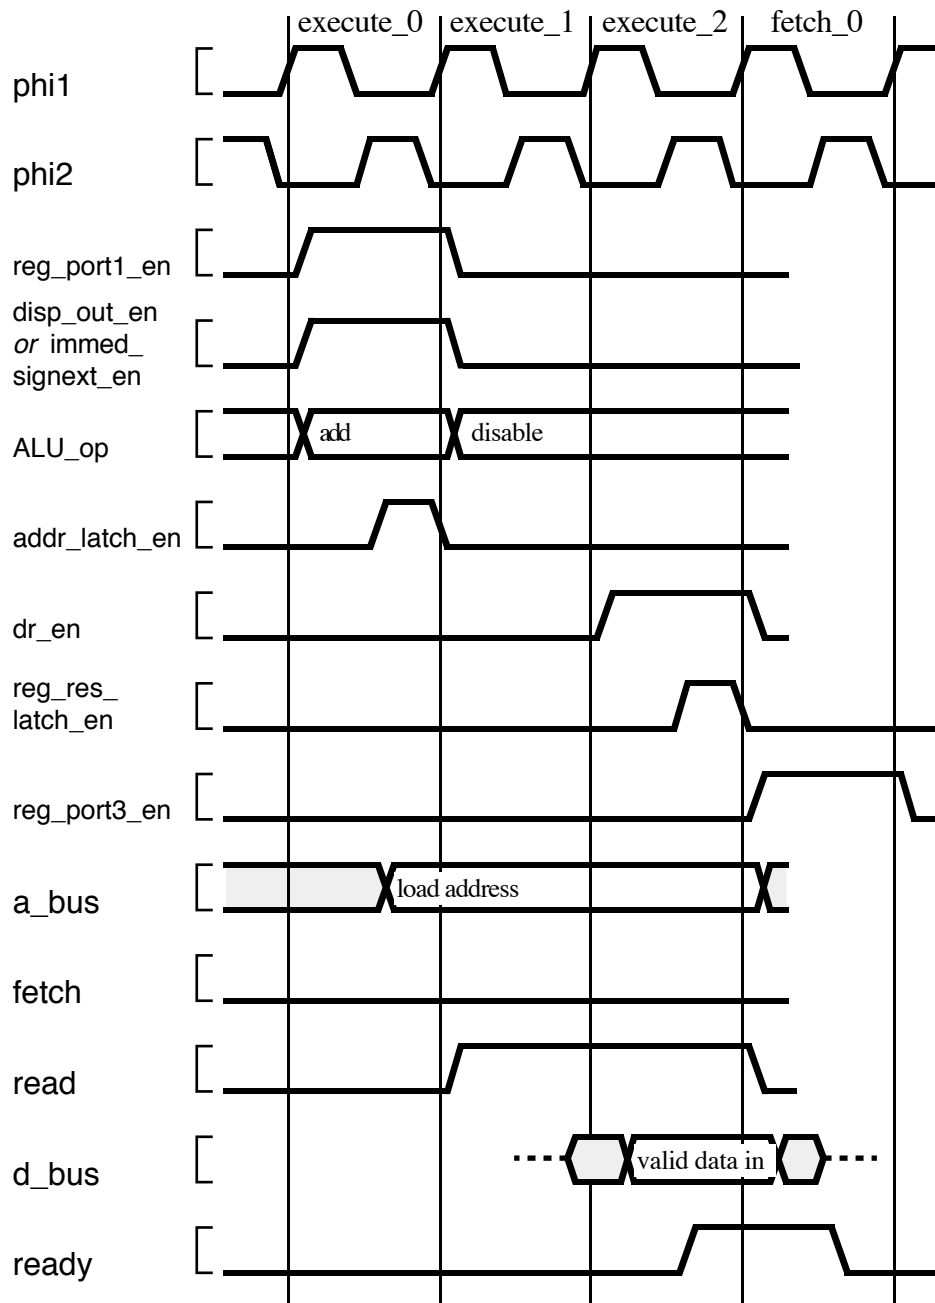 execute_0 execute_1 execute_2 fetch_0
phi1
phi2
reg_port1_en
disp_out_en
or immed_
signext_en
ALU_op
add
disable
addr_latch_en
dr_en
reg_res_
latch_en
reg_port3_en
a_bus
load address
fetch
read
d_bus
valid data in
ready